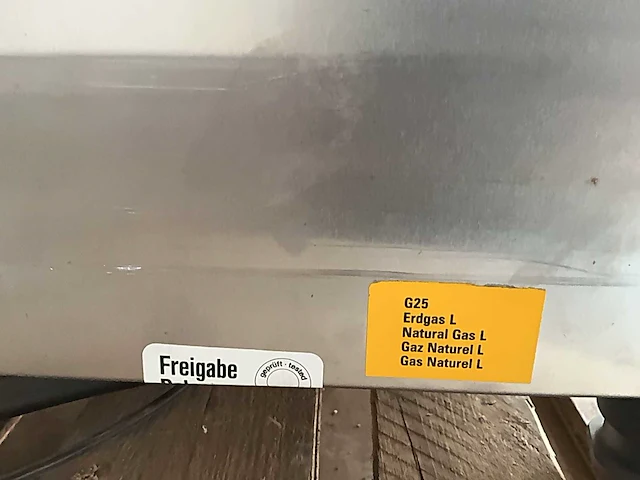 G25
Erdgas L
Natural Gas L
Gaz Naturel L
Gas Naturel L
Freigabe
geprüft · tested